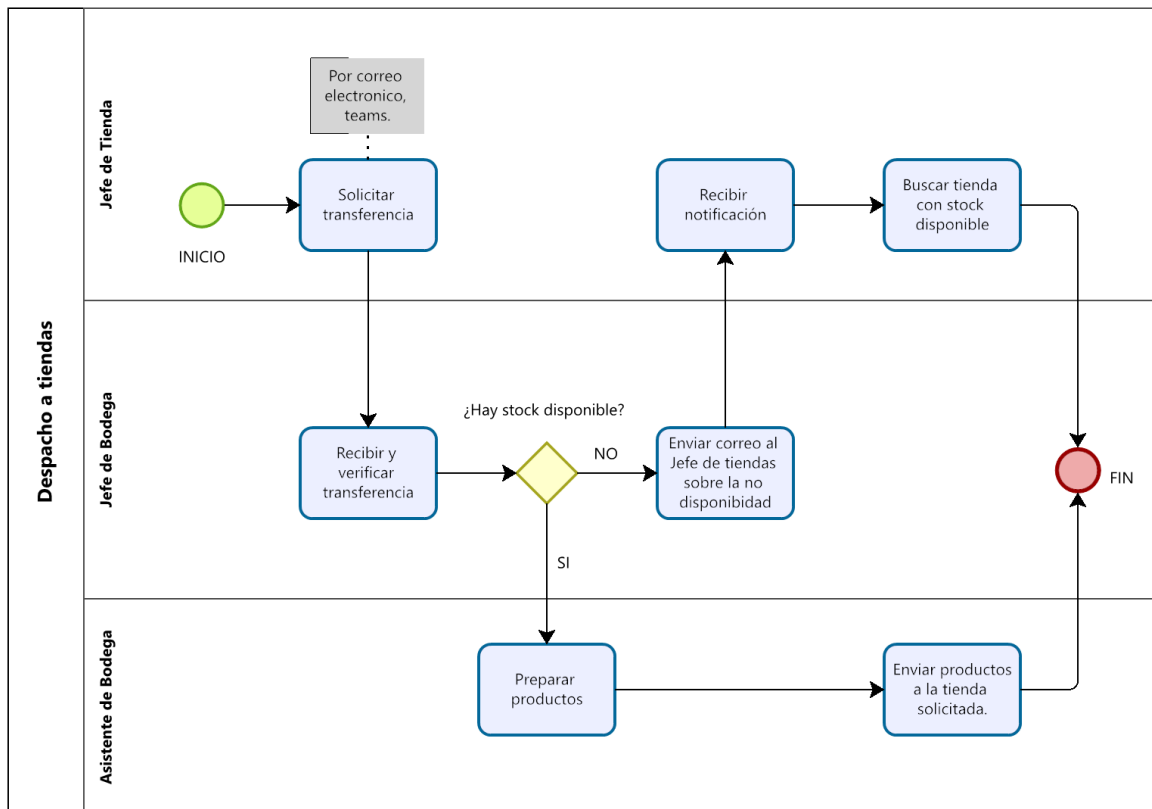 Despacho a tiendas
Jefe de Tienda
Por correo
electronico,
teams.
INICIO
Solicitar
transferencia
Recibir
notificación
Buscar tienda
con stock
disponible
Jefe de Bodega
Recibir y
verificar
transferencia
¿Hay stock disponible?
NO
SI
Enviar correo al
Jefe de tiendas
sobre la no
disponibidad
FIN
Asistente de Bodega
Preparar
productos
Enviar productos
a la tienda
solicitada.